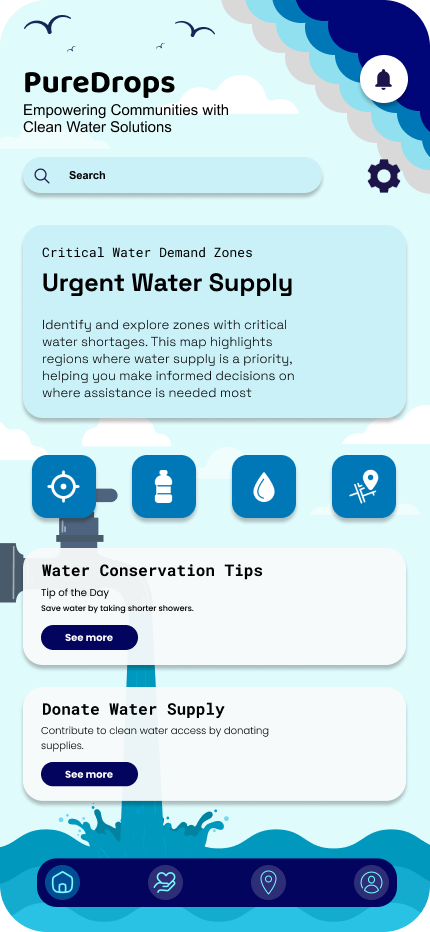 PureDrops
Empowering Communities with
Clean Water Solutions
Search
Critical Water Demand Zones
Urgent Water Supply
Identify and explore zones with critical
water shortages. This map highlights
regions where water supply is a priority,
helping you make informed decisions on
where assistance is needed most
Water Conservation Tips
Tip of the Day
Save water by taking shorter showers.
See more
Donate Water Supply
Contribute to clean water access by donating
supplies.
See more